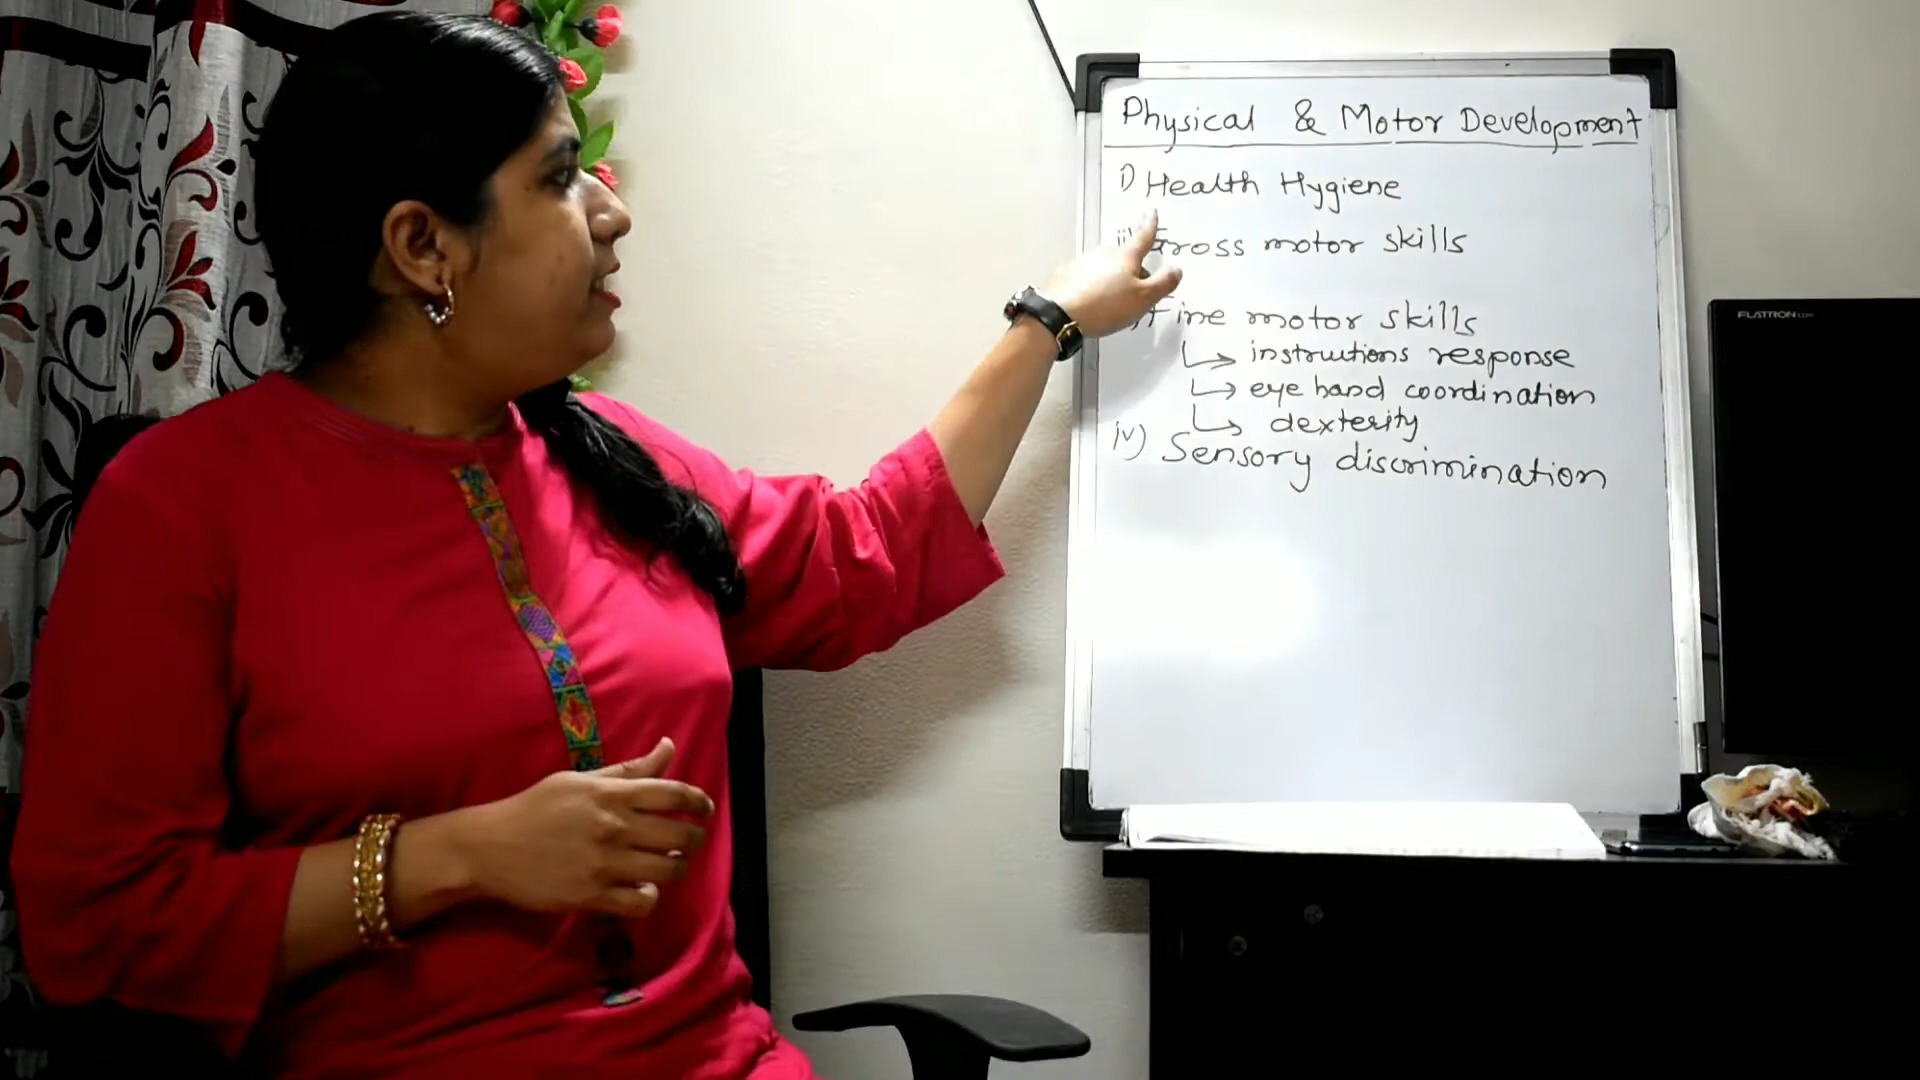 Physical & Motor Development
i) Health Hygiene
ii) Gross motor skills
Fine motor skills
↳ instructions response
↳ eye hand coordination
↳ dexterity
iv) Sensory discrimination
FLATRON